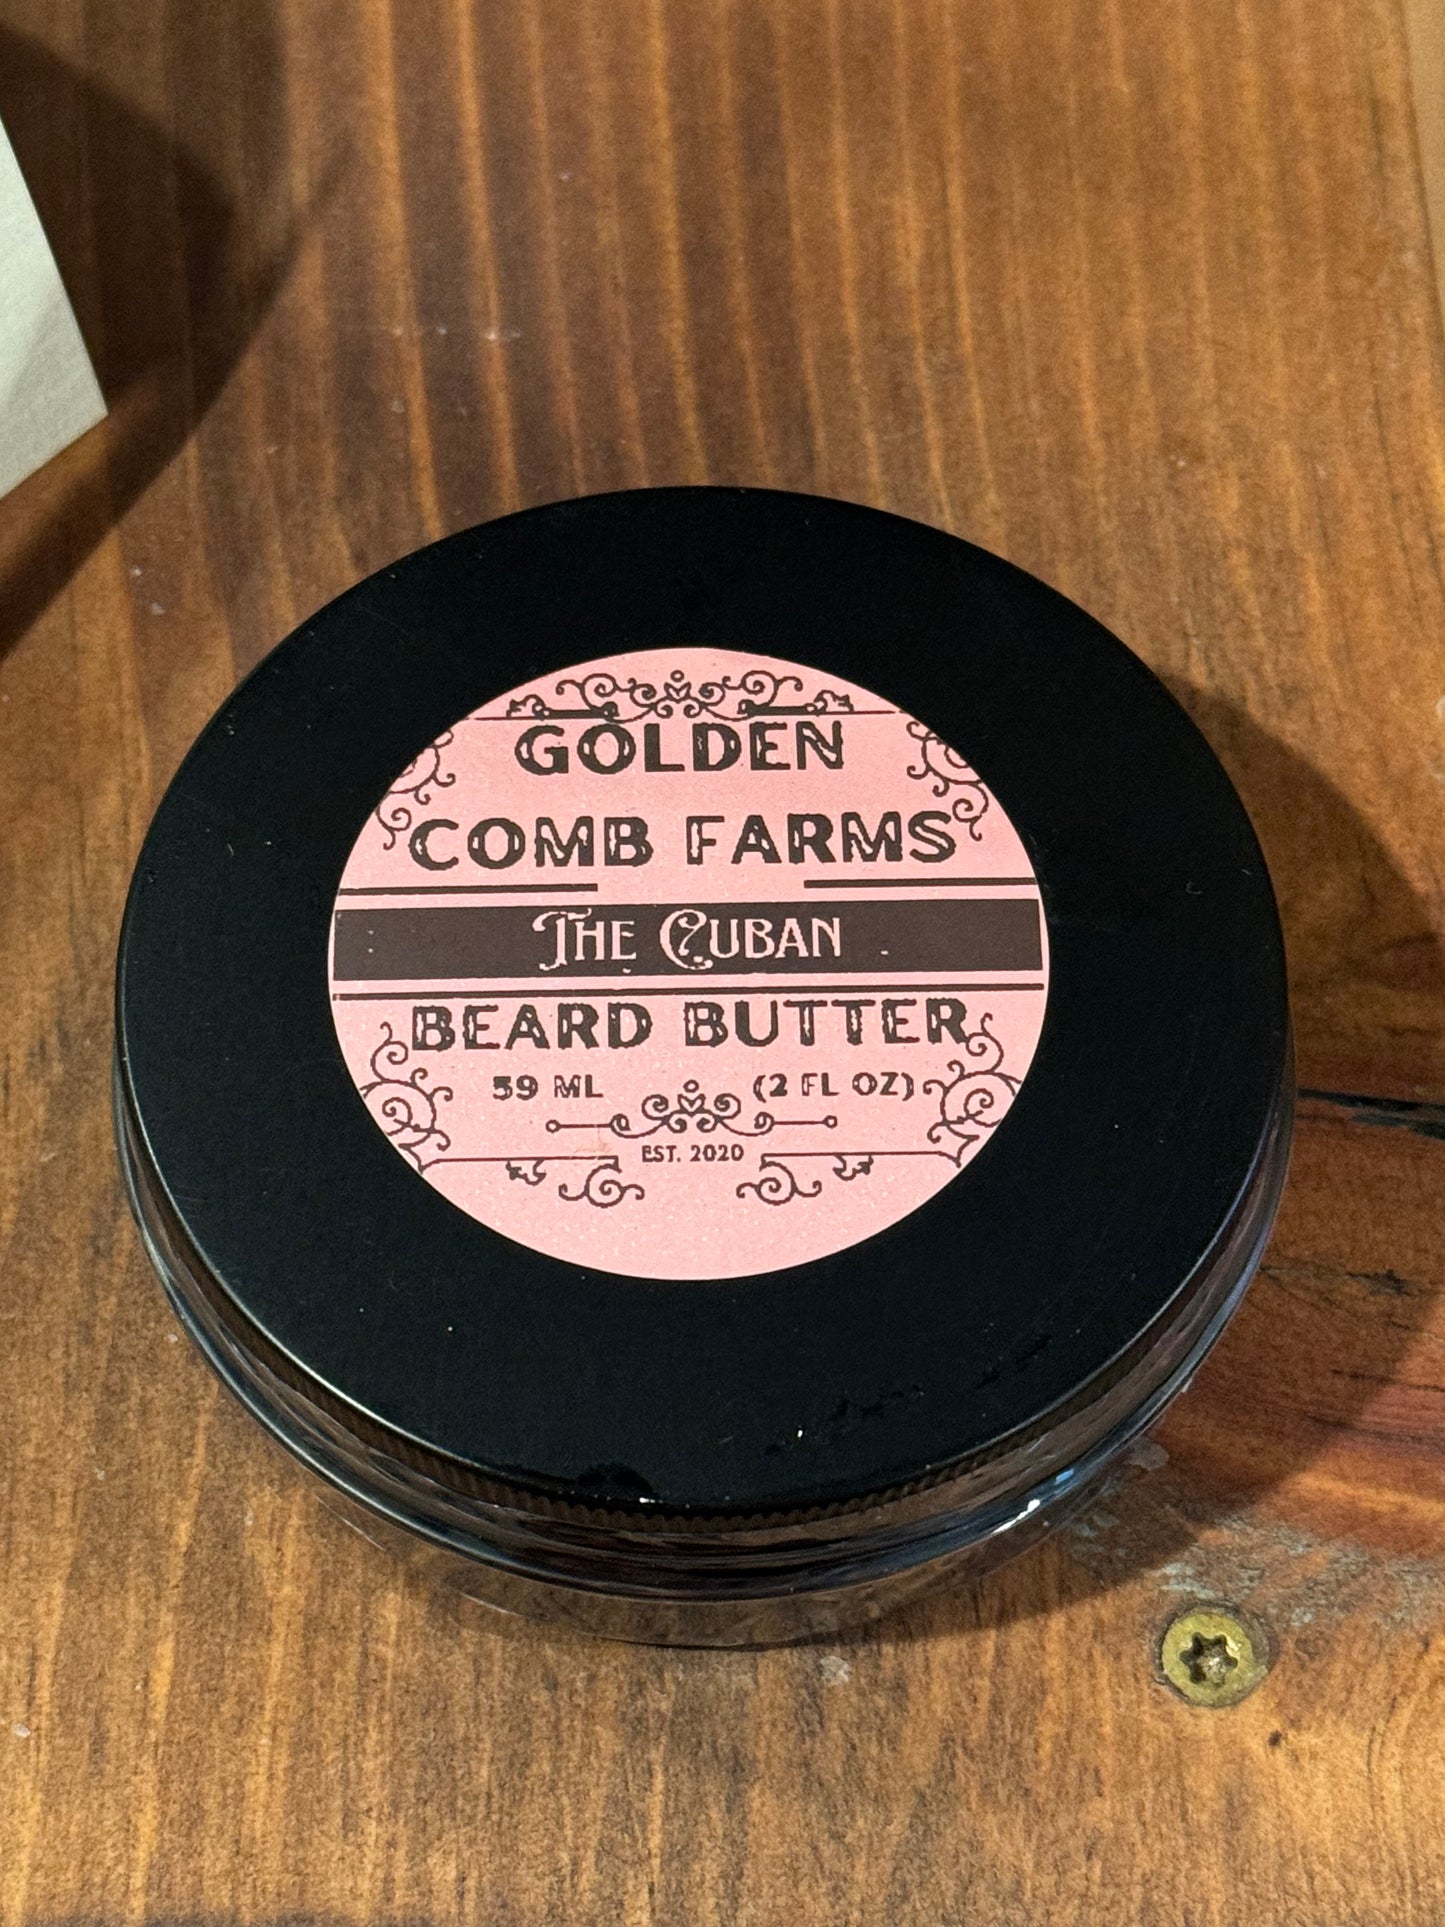 GOLDEN
COMB FARMS
THE CUBAN
BEARD BUTTER
59 ML (2 FL OZ)
EST. 2020